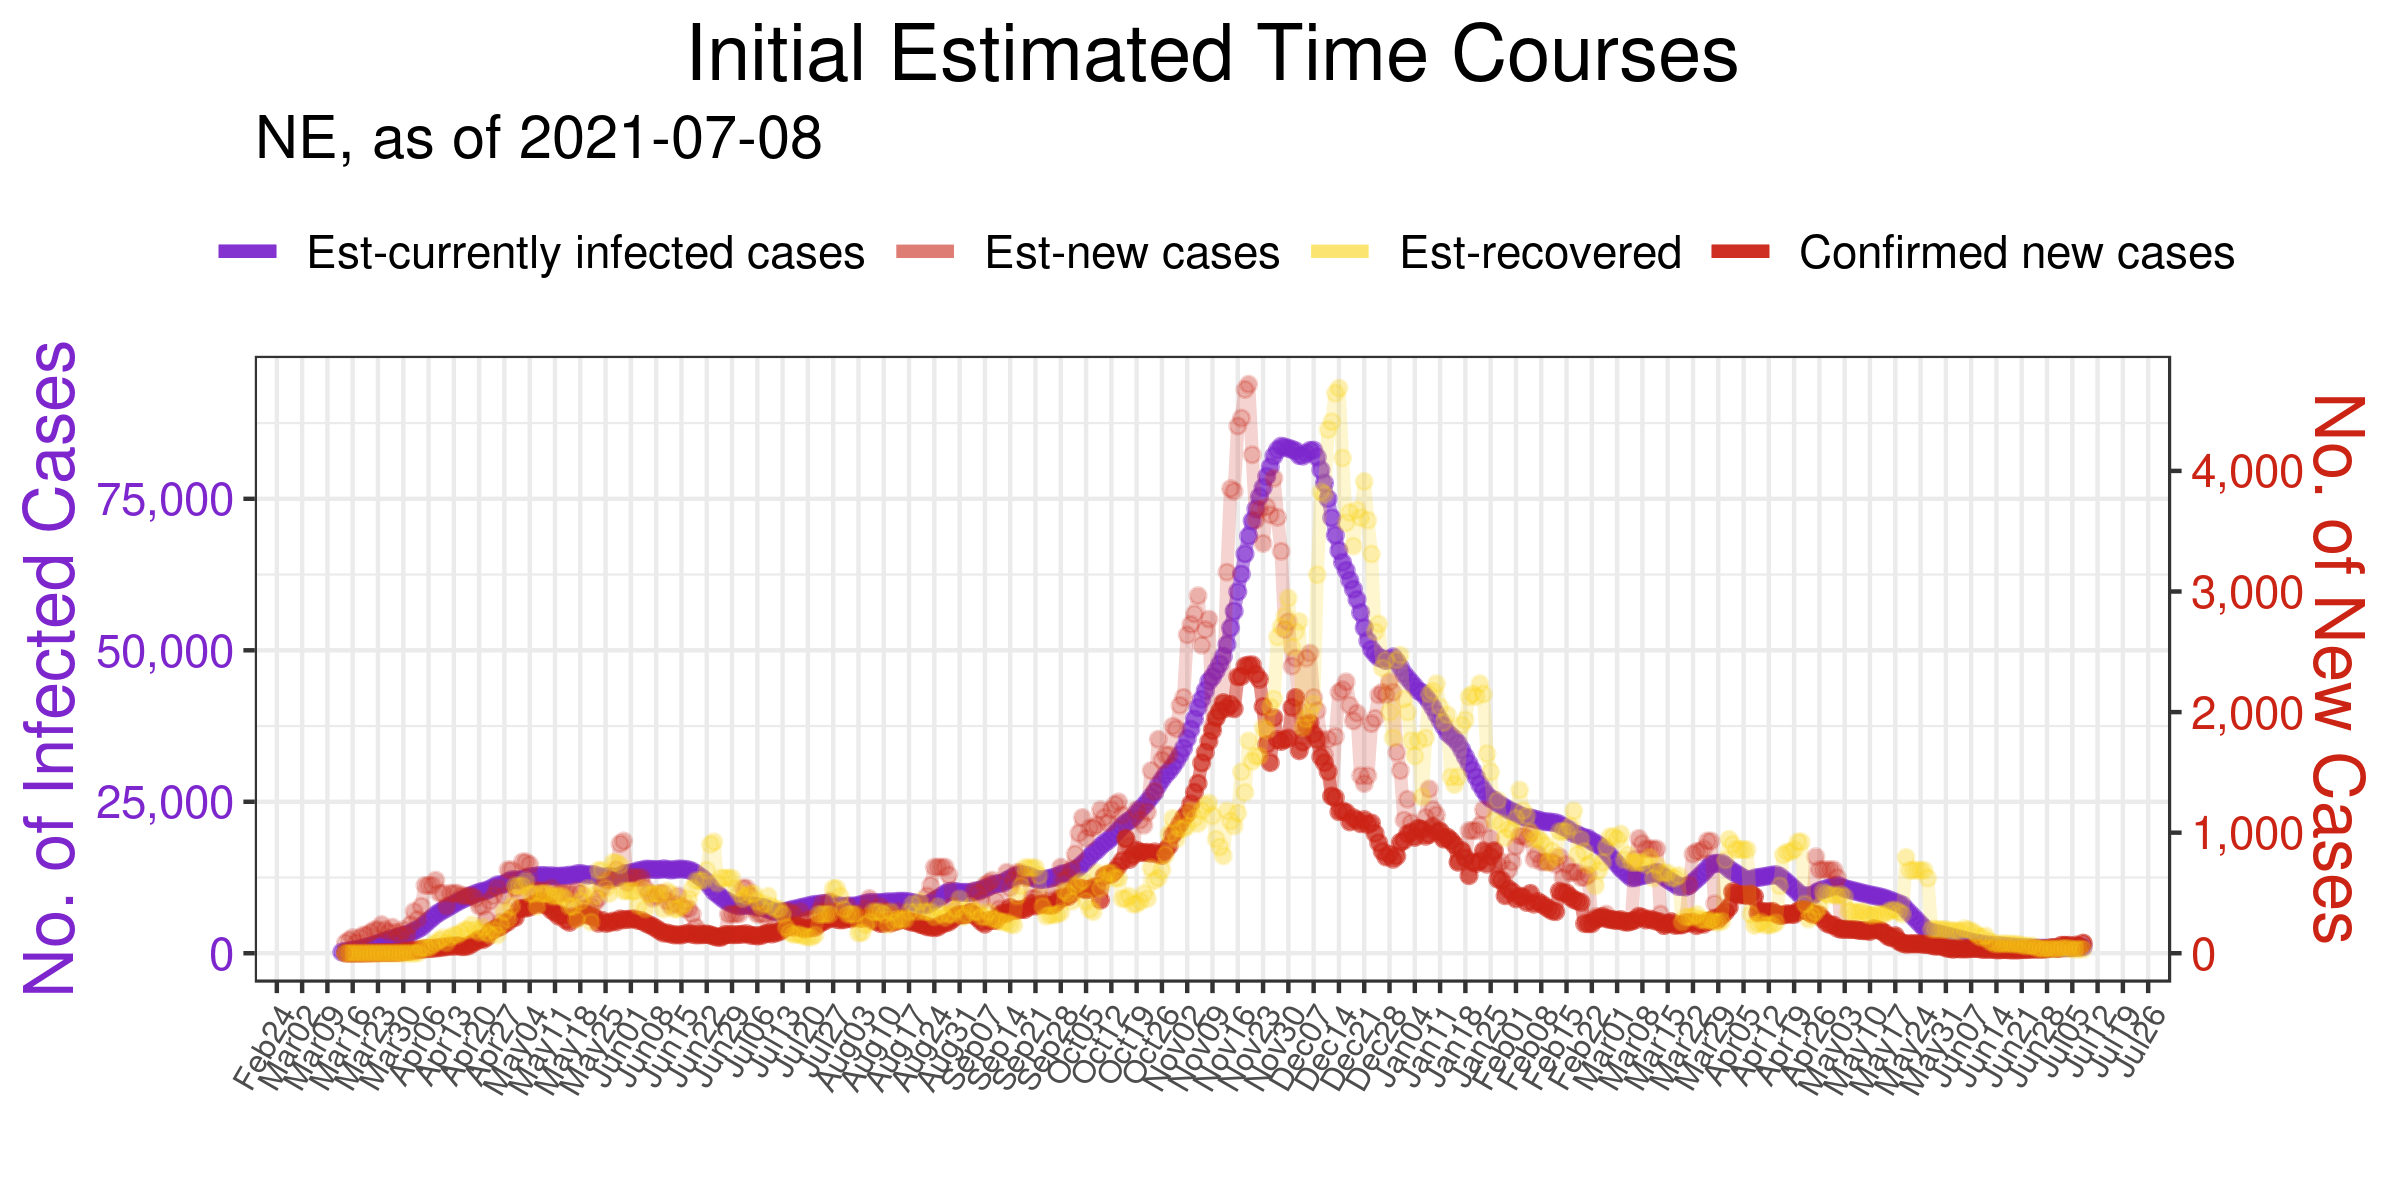 Initial Estimated Time Courses
NE, as of 2021-07-08
Est-currently infected cases
Est-new cases
Est-recovered
Confirmed new cases
No. of Infected Cases
75,000
50,000
25,000
0
4,000
3,000
2,000
1,000
0
No. of New Cases
Feb24
Mar02
Mar09
Mar16
Mar23
Mar30
Apr06
Apr13
Apr20
Apr27
May04
May11
May18
May25
Jun01
Jun08
Jun15
Jun22
Jun29
Jul06
Jul13
Jul20
Jul27
Aug03
Aug10
Aug17
Aug24
Aug31
Sep07
Sep14
Sep21
Sep28
Oct05
Oct12
Oct19
Oct26
Nov02
Nov09
Nov16
Nov23
Nov30
Dec07
Dec14
Dec21
Dec28
Jan04
Jan11
Jan18
Jan25
Feb01
Feb08
Feb15
Feb22
Mar01
Mar08
Mar15
Mar22
Mar29
Apr05
Apr12
Apr19
Apr26
May03
May10
May17
May24
May31
Jun07
Jun14
Jun21
Jun28
Jul05
Jul12
Jul19
Jul26